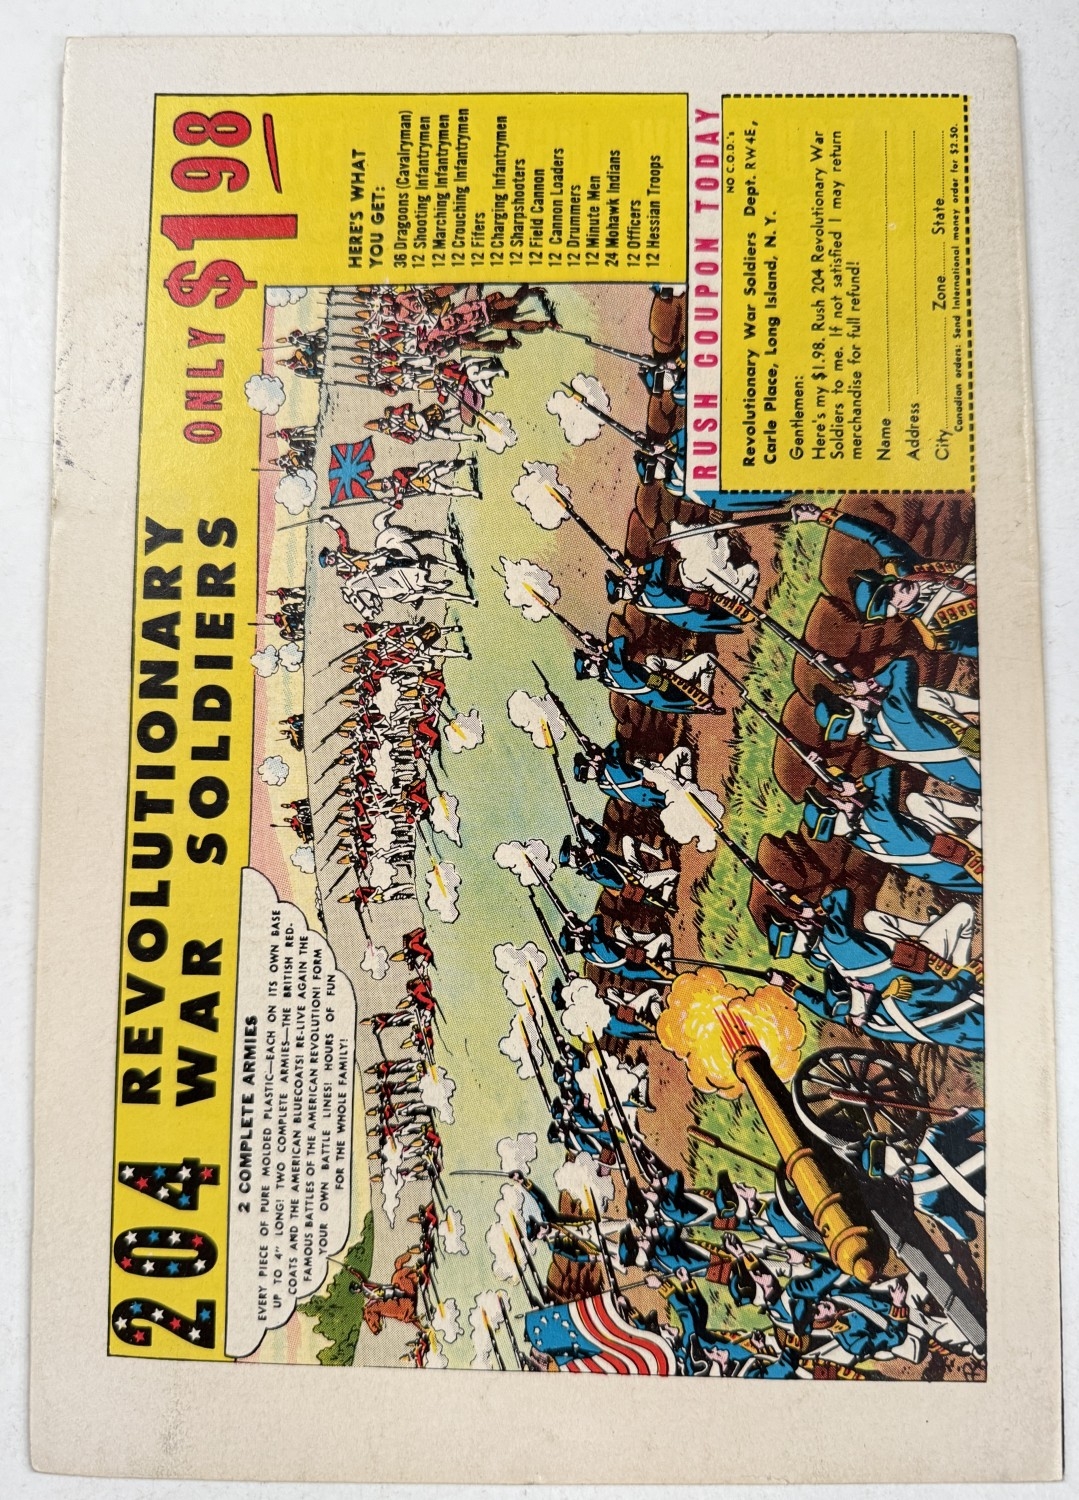 204 REVOLUTIONARY
WAR SOLDIERS
ONLY $1.98
2 COMPLETE ARMIES
EVERY PIECE OF PURE MOLDED PLASTIC—EACH ON ITS OWN BASE
UP TO 4" LONG! TWO COMPLETE ARMIES—THE BRITISH RED-
COATS AND THE AMERICAN BLUECOATS! RE-LIVE AGAIN THE
FAMOUS BATTLES OF THE AMERICAN REVOLUTION! FORM
YOUR OWN BATTLE LINES! HOURS OF FUN
FOR THE WHOLE FAMILY!
HERE'S WHAT
YOU GET:
36 Dragoons (Cavalryman)
12 Shooting Infantrymen
12 Marching Infantrymen
12 Crouching Infantrymen
12 Fifers
12 Charging Infantrymen
12 Sharpshooters
12 Field Cannon
12 Cannon Loaders
12 Drummers
12 Minute Men
24 Mohawk Indians
12 Officers
12 Hessian Troops
RUSH COUPON TODAY
NO C.O.D.'s
Revolutionary War Soldiers Dept. RW4E,
Carle Place, Long Island, N. Y.
Gentlemen:
Here's my $1.98. Rush 204 Revolutionary War
Soldiers to me. If not satisfied I may return
merchandise for full refund!
Name
Address
City Zone State
Canadian orders: Send International money order for $2.50.